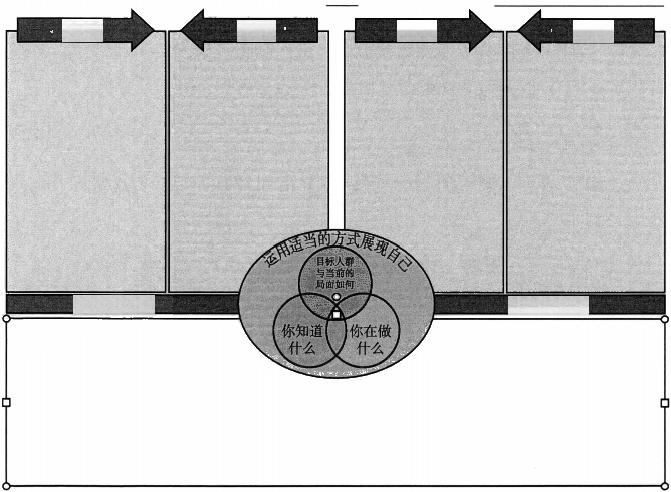 运用适当的方式展现自己
目标人群
与当前的
局面如何
你知道
什么
你在做
什么